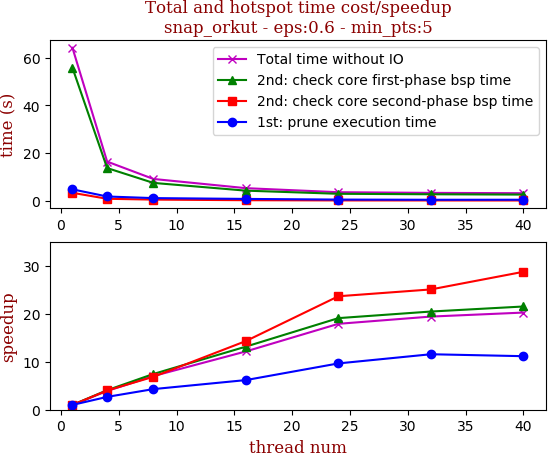 Total and hotspot time cost/speedup
snap_orkut - eps:0.6 - min_pts:5
time (s)
60
40
20
0
Total time without IO
2nd: check core first-phase bsp time
2nd: check core second-phase bsp time
1st: prune execution time
0 5 10 15 20 25 30 35 40
speedup
30
20
10
0
0 5 10 15 20 25 30 35 40
thread num